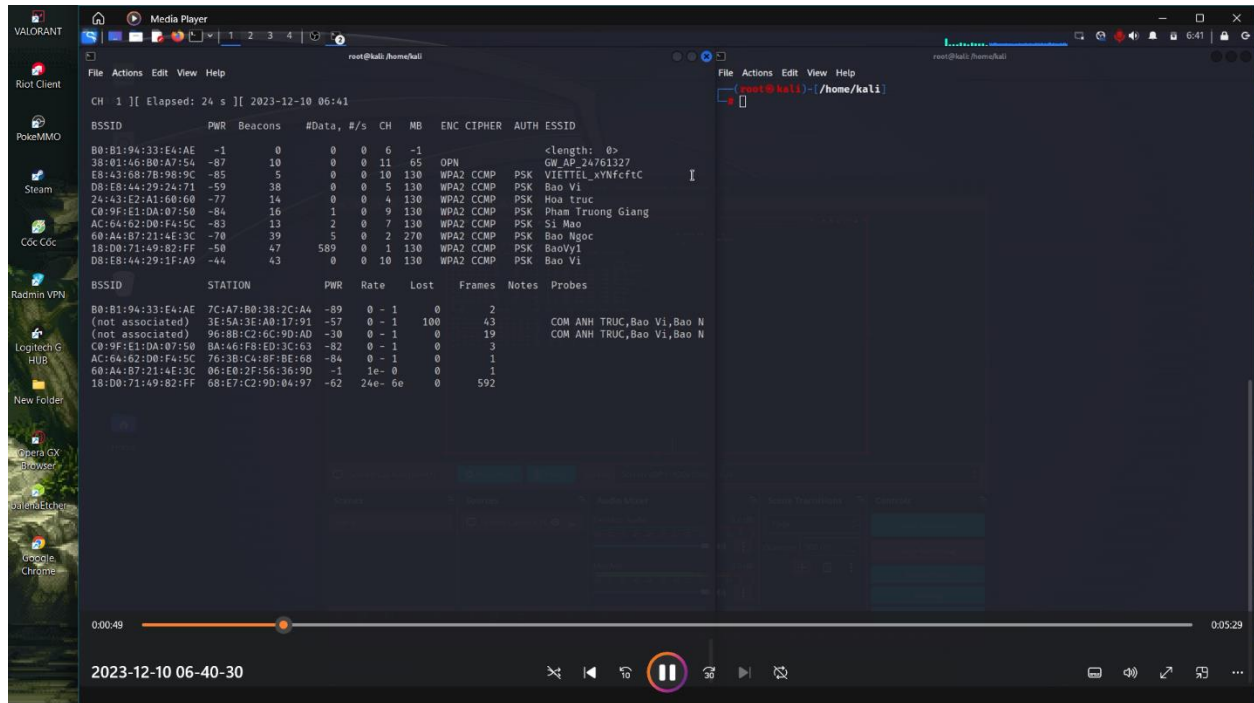 VALORANT
Riot Client
PokeMMO
Steam
Cốc Cốc
Radmin VPN
Logitech G
HUB
New Folder
Opera GX
Browser
balenaEtcher
Google
Chrome
Media Player
1 2 3 4
6:41
root@kali: /home/kali
File Actions Edit View Help
CH 1 ][ Elapsed: 24 s ][ 2023-12-10 06:41
BSSID PWR Beacons #Data, #/s CH MB ENC CIPHER AUTH ESSID
B0:B1:94:33:E4:AE -1 0 0 0 6 -1 <length: 0>
38:01:46:B0:A7:54 -87 10 0 0 11 65 OPN GW_AP_24761327
E8:43:68:7B:98:9C -85 5 0 0 10 130 WPA2 CCMP PSK VIETTEL_xYNfcftC
D8:E8:44:29:24:71 -59 38 0 0 5 130 WPA2 CCMP PSK Bao Vi
24:43:E2:A1:60:60 -77 14 0 0 4 130 WPA2 CCMP PSK Hoa truc
C0:9F:E1:DA:07:50 -84 16 1 0 9 130 WPA2 CCMP PSK Pham Truong Giang
AC:64:62:D0:F4:5C -83 13 2 0 7 130 WPA2 CCMP PSK Si Mao
60:A4:B7:21:4E:3C -70 39 5 0 2 270 WPA2 CCMP PSK Bao Ngoc
18:D0:71:49:82:FF -50 47 589 0 1 130 WPA2 CCMP PSK BaoVy1
D8:E8:44:29:1F:A9 -44 43 0 0 10 130 WPA2 CCMP PSK Bao Vi
BSSID STATION PWR Rate Lost Frames Notes Probes
B0:B1:94:33:E4:AE 7C:A7:B0:38:2C:A4 -89 0 - 1 0 2
(not associated) 3E:5A:3E:A0:17:91 -57 0 - 1 100 43 COM ANH TRUC,Bao Vi,Bao N
(not associated) 96:8B:C2:6C:9D:AD -30 0 - 1 0 19 COM ANH TRUC,Bao Vi,Bao N
C0:9F:E1:DA:07:50 BA:46:F8:ED:3C:63 -82 0 - 1 0 3
AC:64:62:D0:F4:5C 76:3B:C4:8F:BE:68 -84 0 - 1 0 1
60:A4:B7:21:4E:3C 06:E0:2F:56:36:9D -1 1e- 0 0 1
18:D0:71:49:82:FF 68:E7:C2:9D:04:97 -62 24e- 6e 0 592
root@kali: /home/kali
File Actions Edit View Help
(root㉿kali)-[/home/kali]
#
0:00:49
0:05:29
2023-12-10 06-40-30
10
30